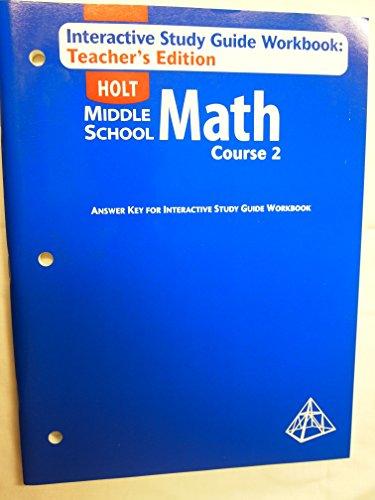 Interactive Study Guide Workbook:
Teacher's Edition
HOLT
MIDDLE
SCHOOL Math
Course 2
ANSWER KEY FOR INTERACTIVE STUDY GUIDE WORKBOOK